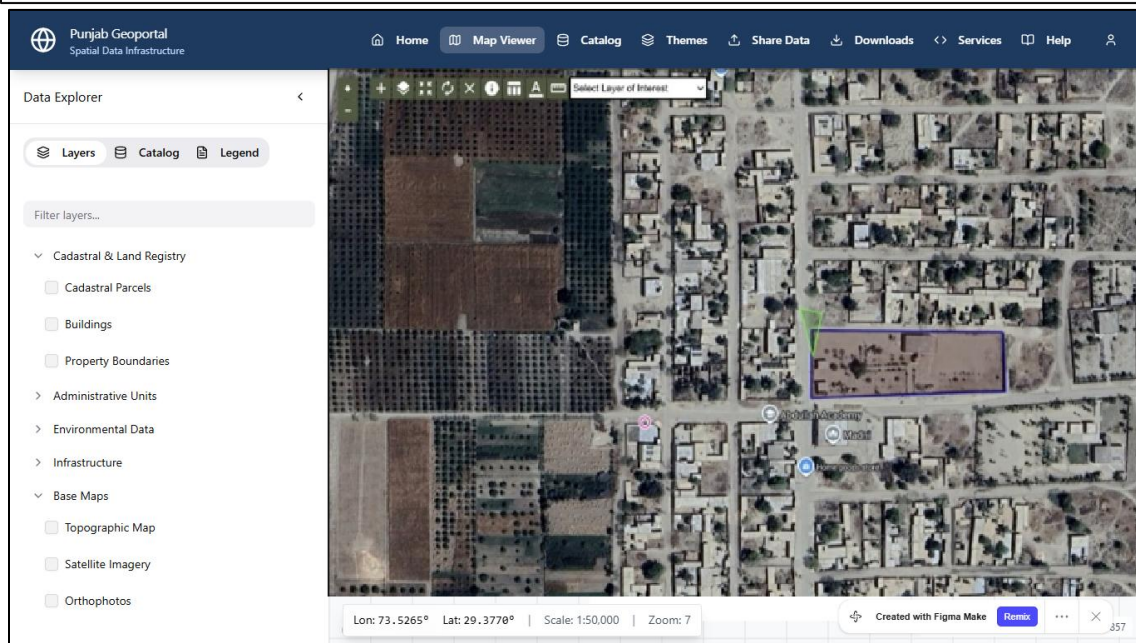 Punjab Geoportal
Spatial Data Infrastructure
Home Map Viewer Catalog Themes Share Data Downloads Services Help
Data Explorer
Layers Catalog Legend
Filter layers...
Cadastral & Land Registry
Cadastral Parcels
Buildings
Property Boundaries
Administrative Units
Environmental Data
Infrastructure
Base Maps
Topographic Map
Satellite Imagery
Orthophotos
Select Layer of Interest
Abdullah Academy
Lon: 73.5265° Lat: 29.3770° | Scale: 1:50,000 | Zoom: 7
Created with Figma Make Remix
357